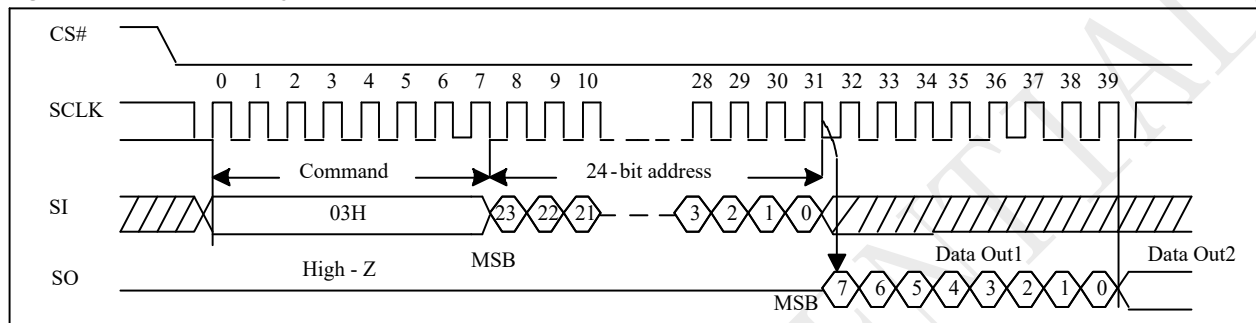 CS#
0 1 2 3 4 5 6 7 8 9 10 28 29 30 31 32 33 34 35 36 37 38 39
SCLK
Command 24-bit address
SI 03H 23 22 21 3 2 1 0
High - Z MSB Data Out1 Data Out2
SO MSB 7 6 5 4 3 2 1 0